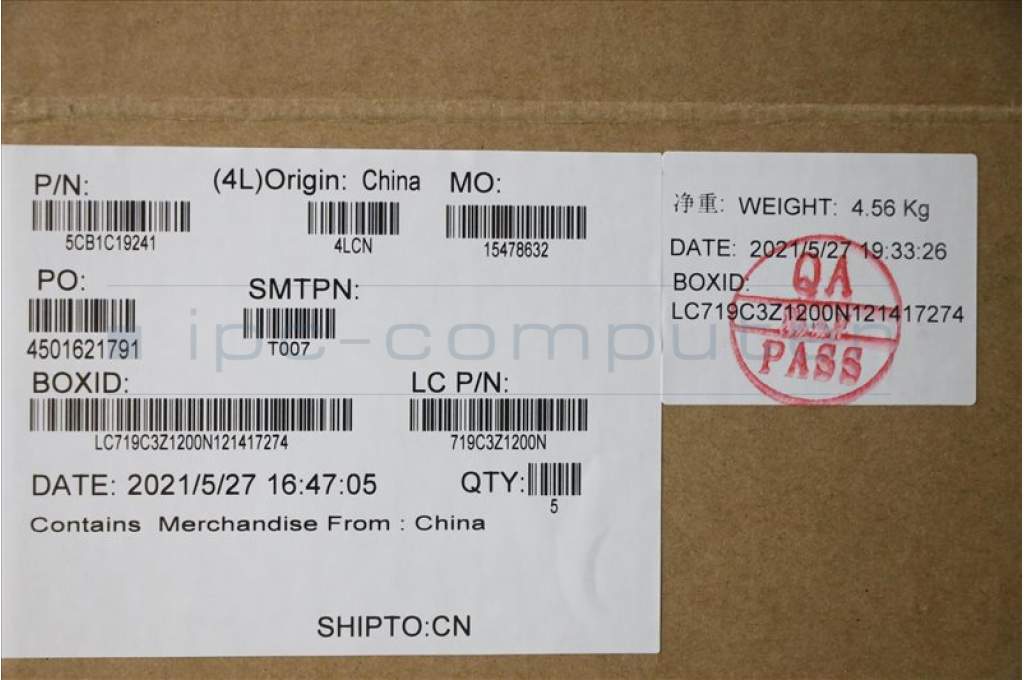 P/N:
5CB1C19241
(4L)Origin: China
4LCN
MO:
15478632
PO:
4501621791
SMTPN:
T007
BOXID:
LC719C3Z1200N121417274
LC P/N:
719C3Z1200N
DATE: 2021/5/27 16:47:05
QTY:
5
Contains Merchandise From : China
SHIPTO:CN
净重: WEIGHT: 4.56 Kg
DATE: 2021/5/27 19:33:26
BOXID:
LC719C3Z1200N121417274
QA
PASS
ipc-computer